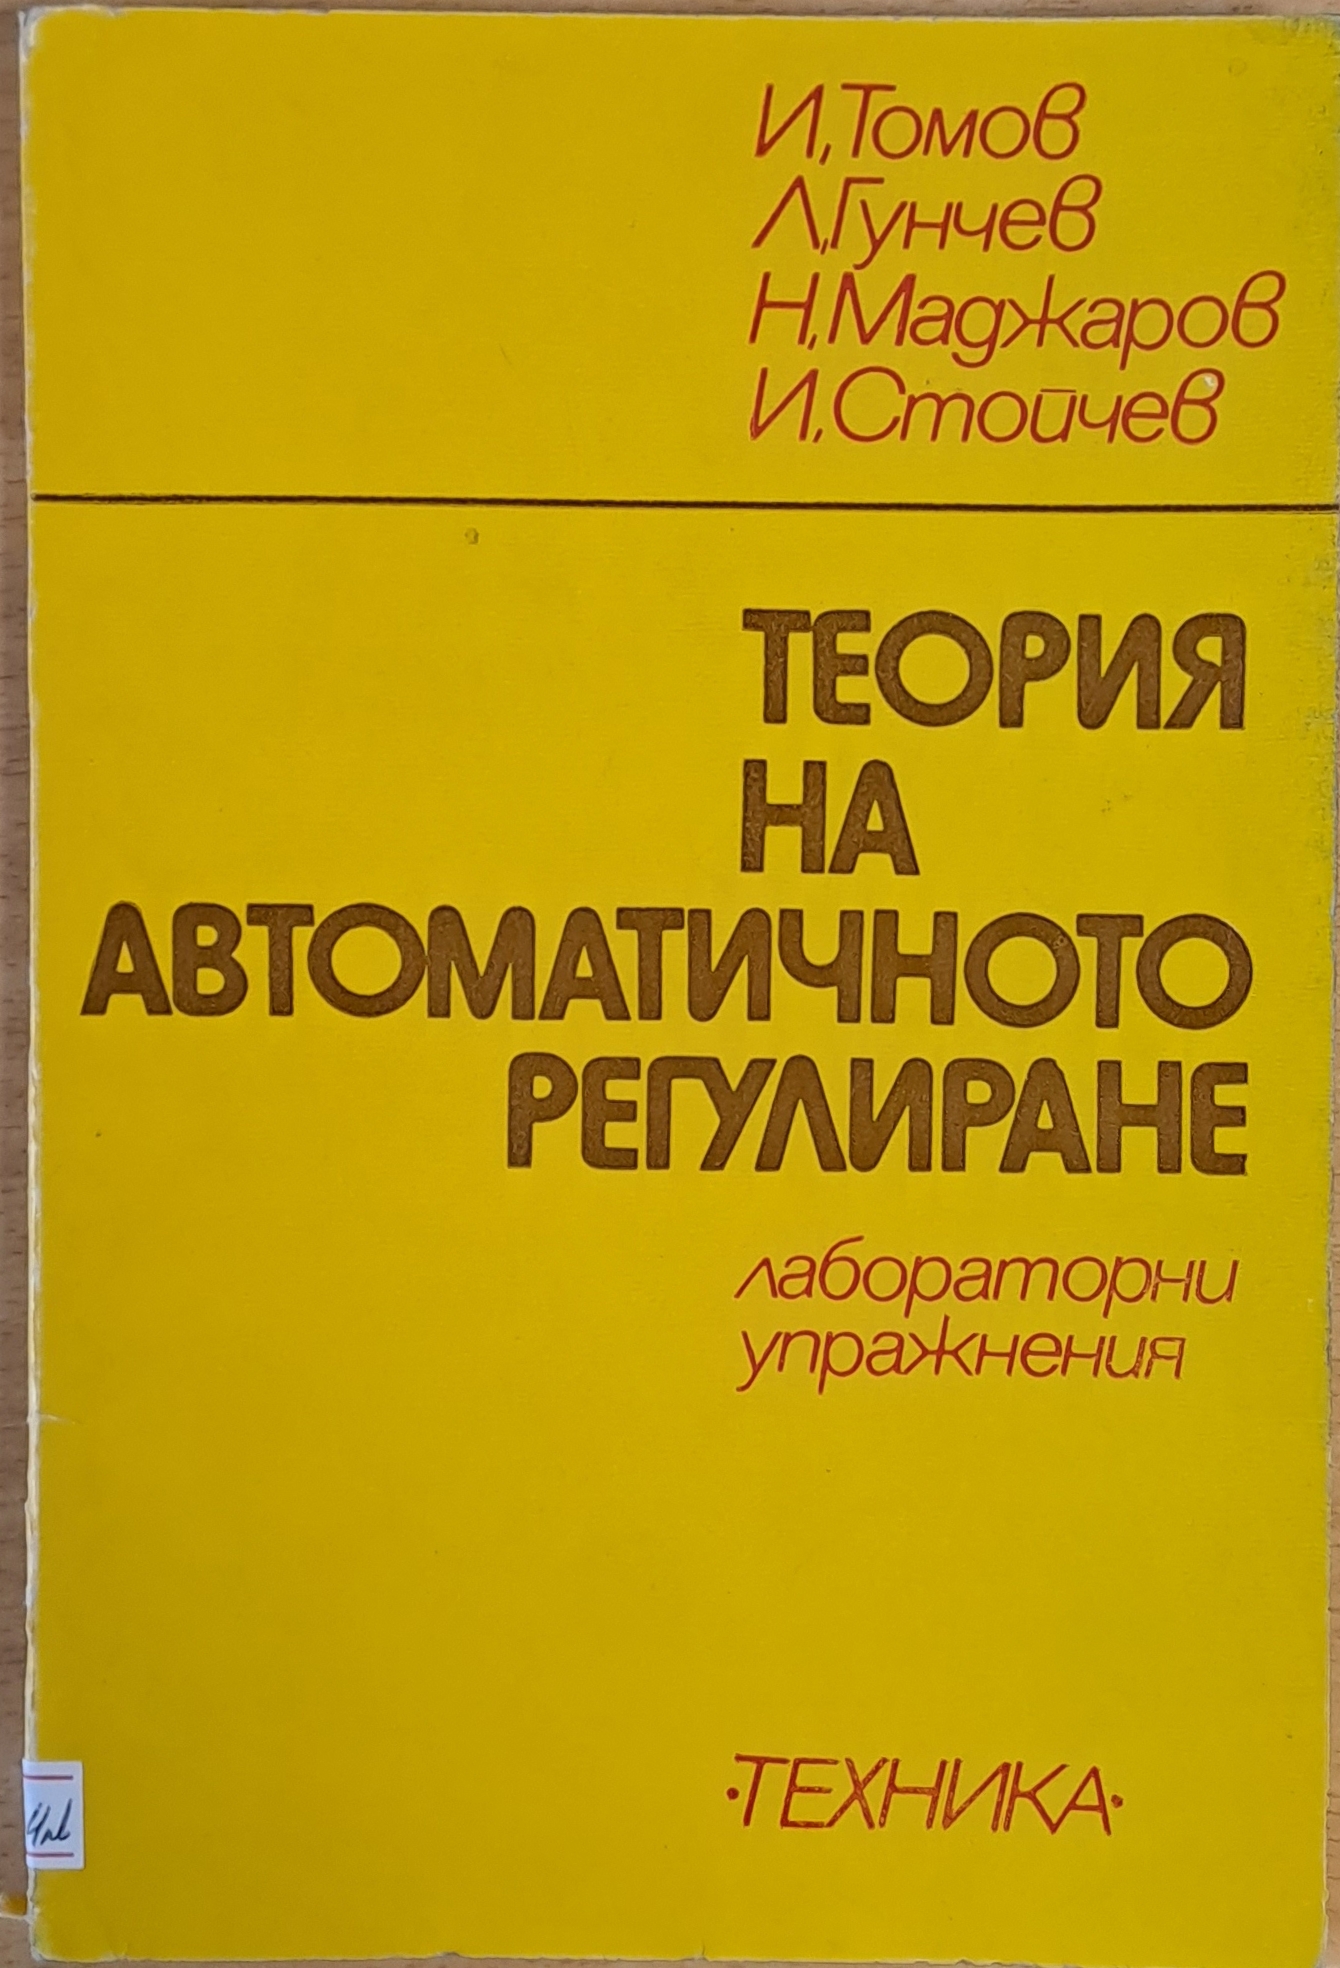 И. Томов
Л. Гунчев
Н. Маджаров
И. Стойчев
ТЕОРИЯ
НА
АВТОМАТИЧНОТО
РЕГУЛИРАНЕ
лабораторни
упражнения
·ТЕХНИКА·